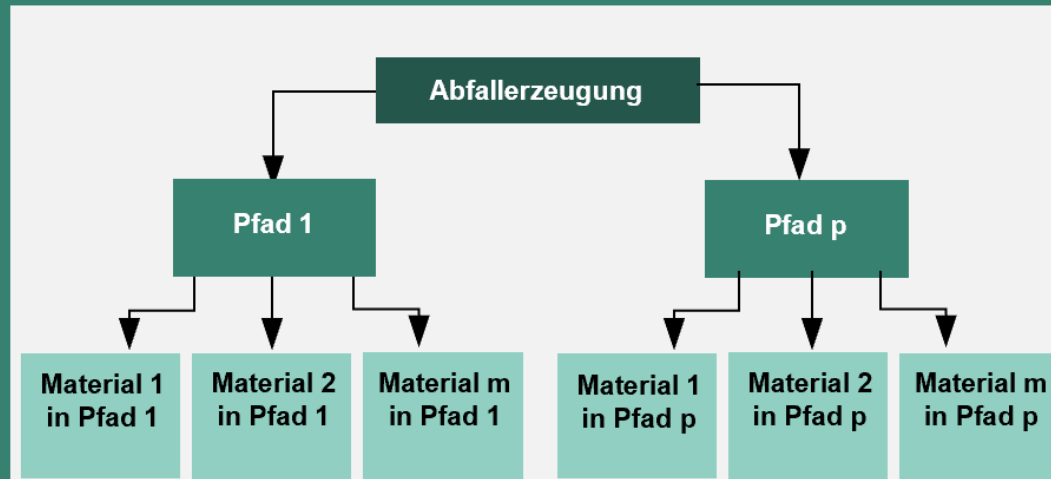 Abfallerzeugung
Pfad 1
Pfad p
Material 1
in Pfad 1
Material 2
in Pfad 1
Material m
in Pfad 1
Material 1
in Pfad p
Material 2
in Pfad p
Material m
in Pfad p